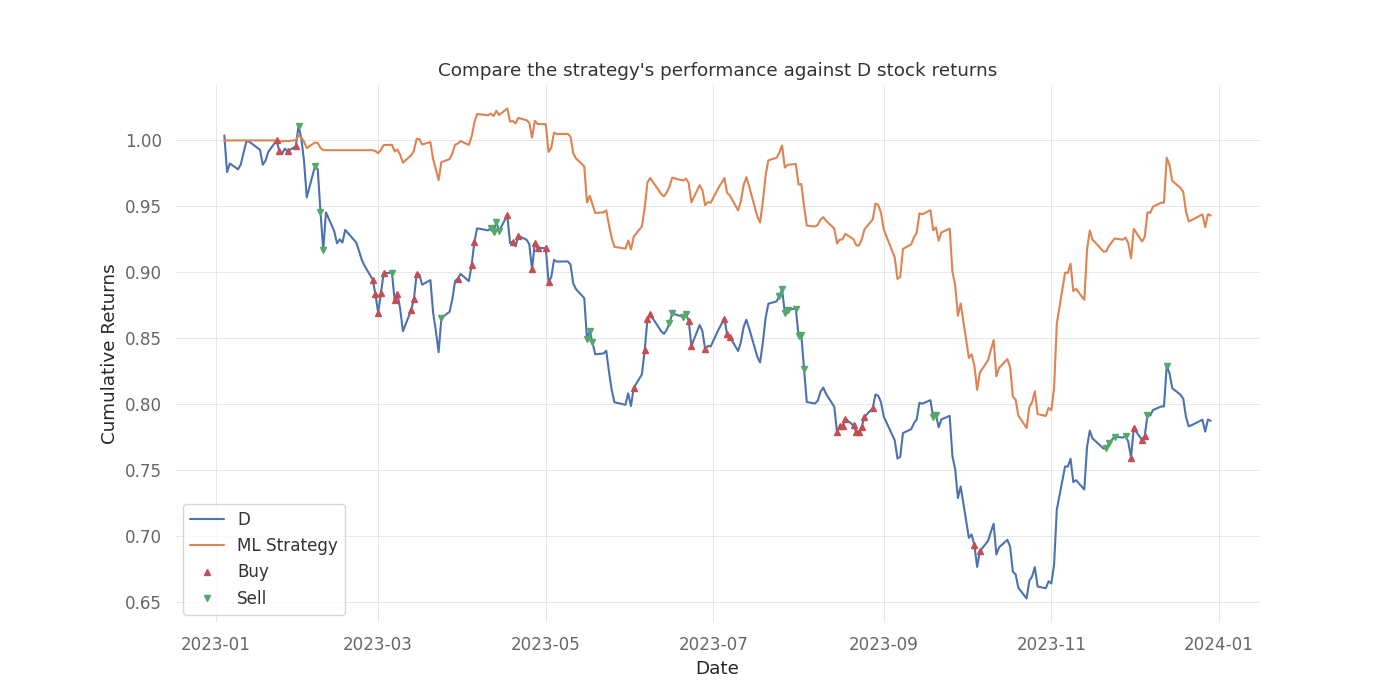 Compare the strategy's performance against D stock returns
Cumulative Returns
1.00
0.95
0.90
0.85
0.80
0.75
0.70
0.65
D
ML Strategy
Buy
Sell
2023-01
2023-03
2023-05
2023-07
2023-09
2023-11
2024-01
Date